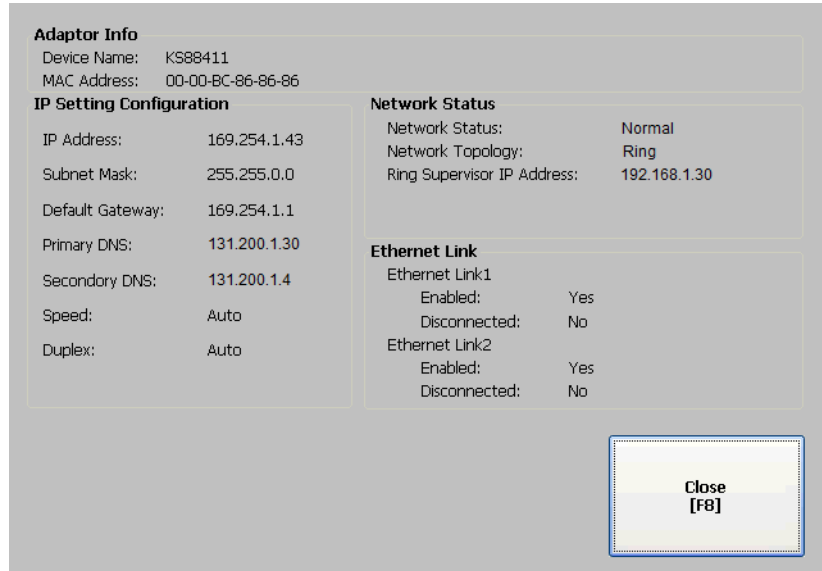 Adaptor Info
Device Name: KS88411
MAC Address: 00-00-BC-86-86-86
IP Setting Configuration
IP Address: 169.254.1.43
Subnet Mask: 255.255.0.0
Default Gateway: 169.254.1.1
Primary DNS: 131.200.1.30
Secondory DNS: 131.200.1.4
Speed: Auto
Duplex: Auto
Network Status
Network Status: Normal
Network Topology: Ring
Ring Supervisor IP Address: 192.168.1.30
Ethernet Link
Ethernet Link1
Enabled: Yes
Disconnected: No
Ethernet Link2
Enabled: Yes
Disconnected: No
Close
[F8]